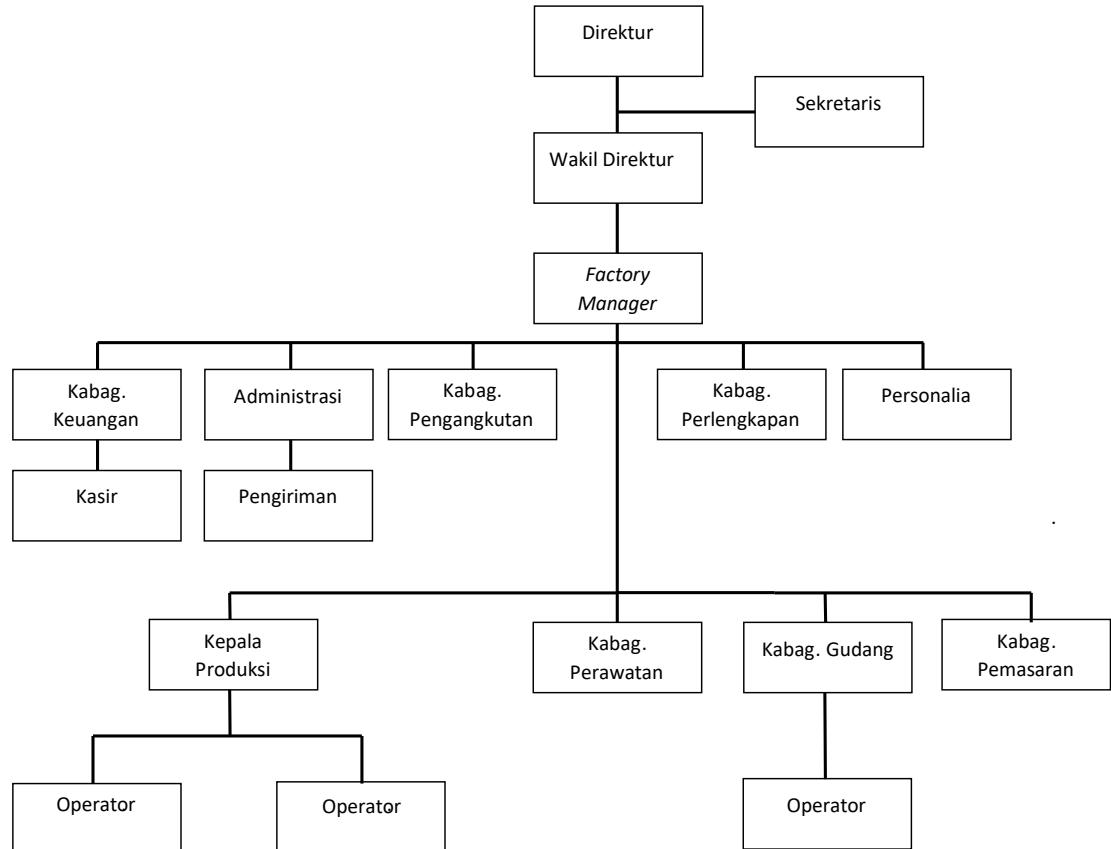 Direktur
Sekretaris
Wakil Direktur
Factory
Manager
Kabag.
Keuangan
Administrasi
Kabag.
Pengangkutan
Kabag.
Perlengkapan
Personalia
Kasir
Pengiriman
.
Kepala
Produksi
Kabag.
Perawatan
Kabag. Gudang
Kabag.
Pemasaran
Operator
Operator
Operator